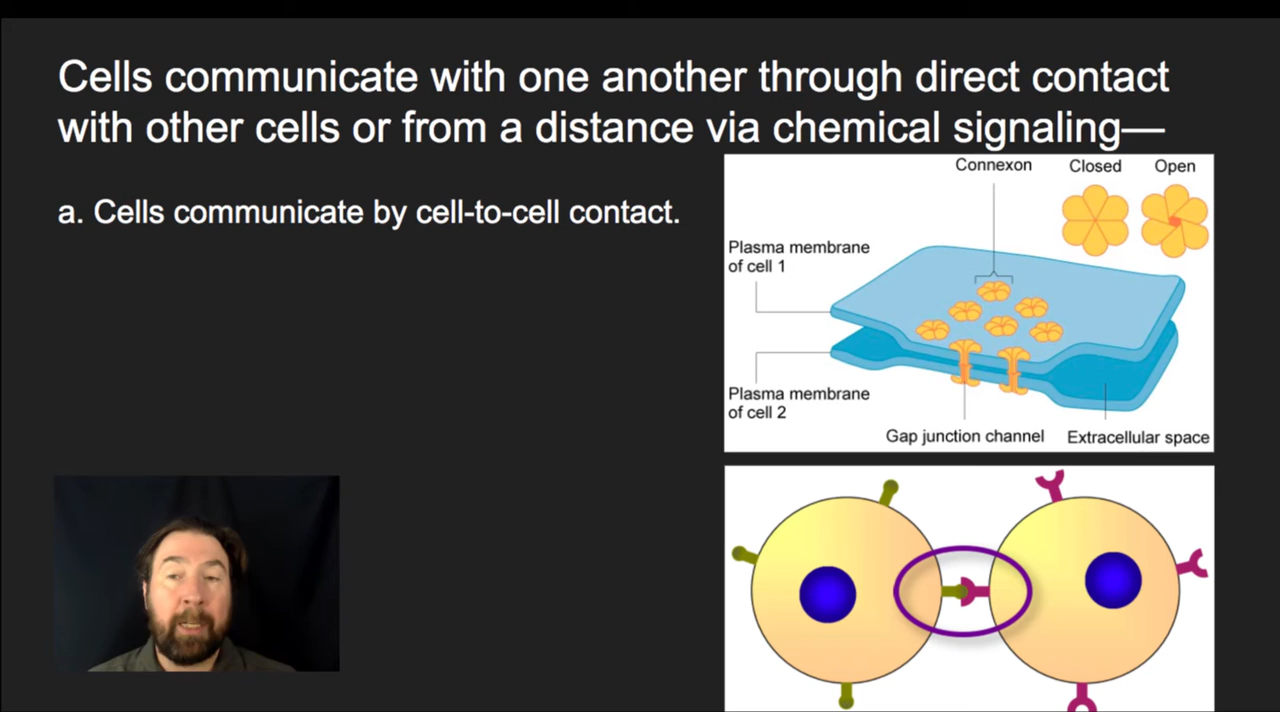 Cells communicate with one another through direct contact
with other cells or from a distance via chemical signaling—
a. Cells communicate by cell-to-cell contact.
Connexon
Closed
Open
Plasma membrane
of cell 1
Plasma membrane
of cell 2
Gap junction channel
Extracellular space